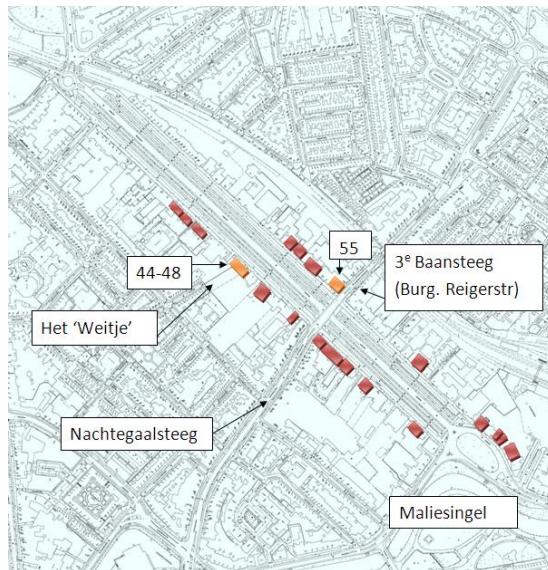 55
44-48
3e Baansteeg
(Burg. Reigerstr)
Het ‘Weitje’
Nachtegaalsteeg
Maliesingel